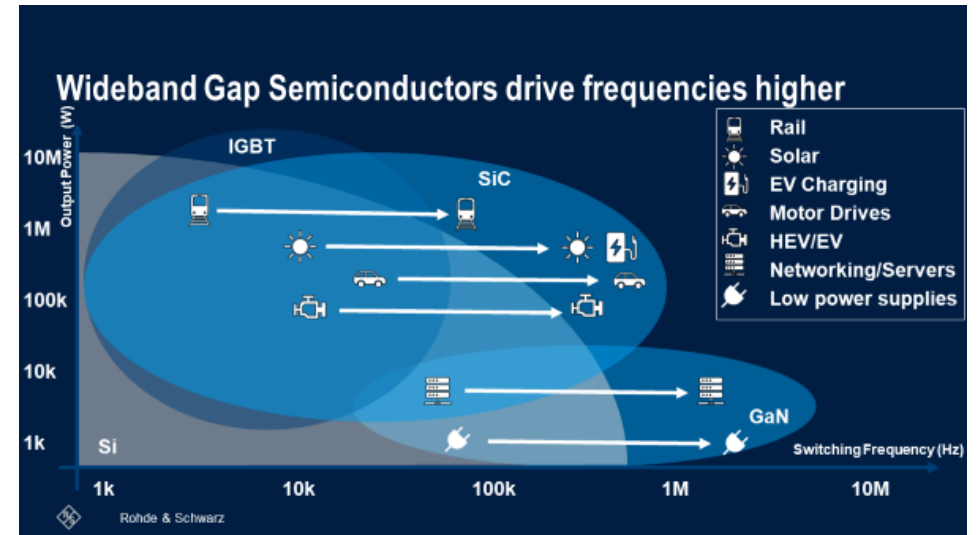 Wideband Gap Semiconductors drive frequencies higher
Output Power (W)
10M
1M
100k
10k
1k
IGBT
SiC
Si
GaN
Rail
Solar
EV Charging
Motor Drives
HEV/EV
Networking/Servers
Low power supplies
Switching Frequency (Hz)
1k 10k 100k 1M 10M
R&S Rohde & Schwarz